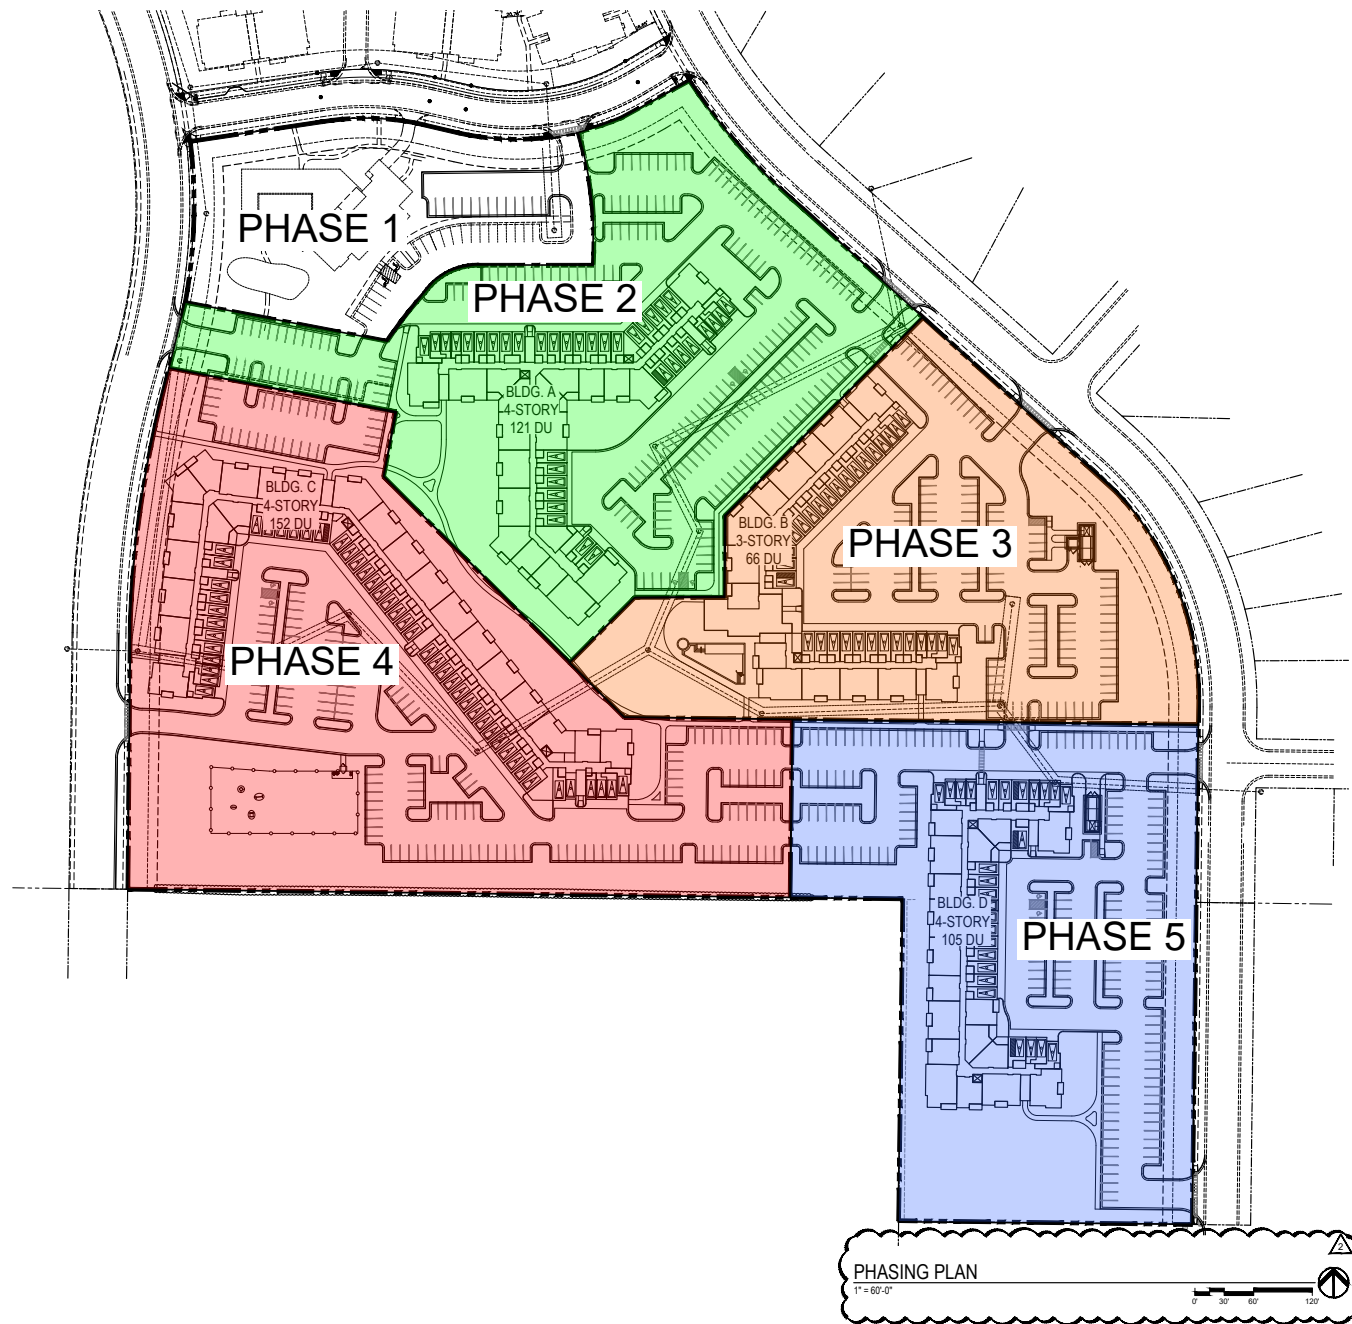 PHASE 1
PHASE 2
BLDG. A
4-STORY
121 DU
BLDG. C
4-STORY
152 DU
BLDG. B
3-STORY
66 DU
PHASE 3
PHASE 4
BLDG. D
4-STORY
105 DU
PHASE 5
2
PHASING PLAN
1" = 60'-0"
0' 30' 60' 120'